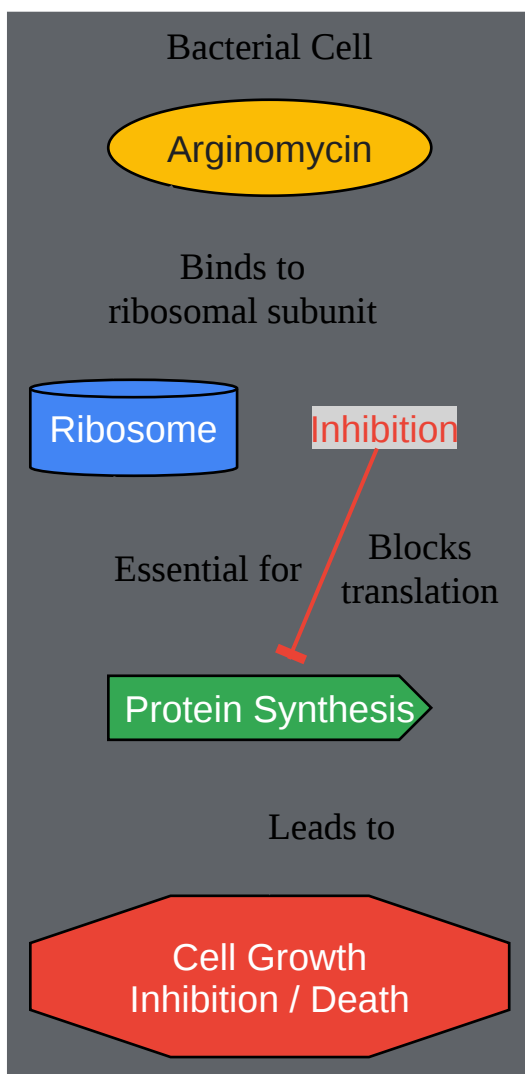 Bacterial Cell
Arginomycin
Binds to
ribosomal subunit
Ribosome
Inhibition
Essential for
Blocks
translation
Protein Synthesis
Leads to
Cell Growth
Inhibition / Death